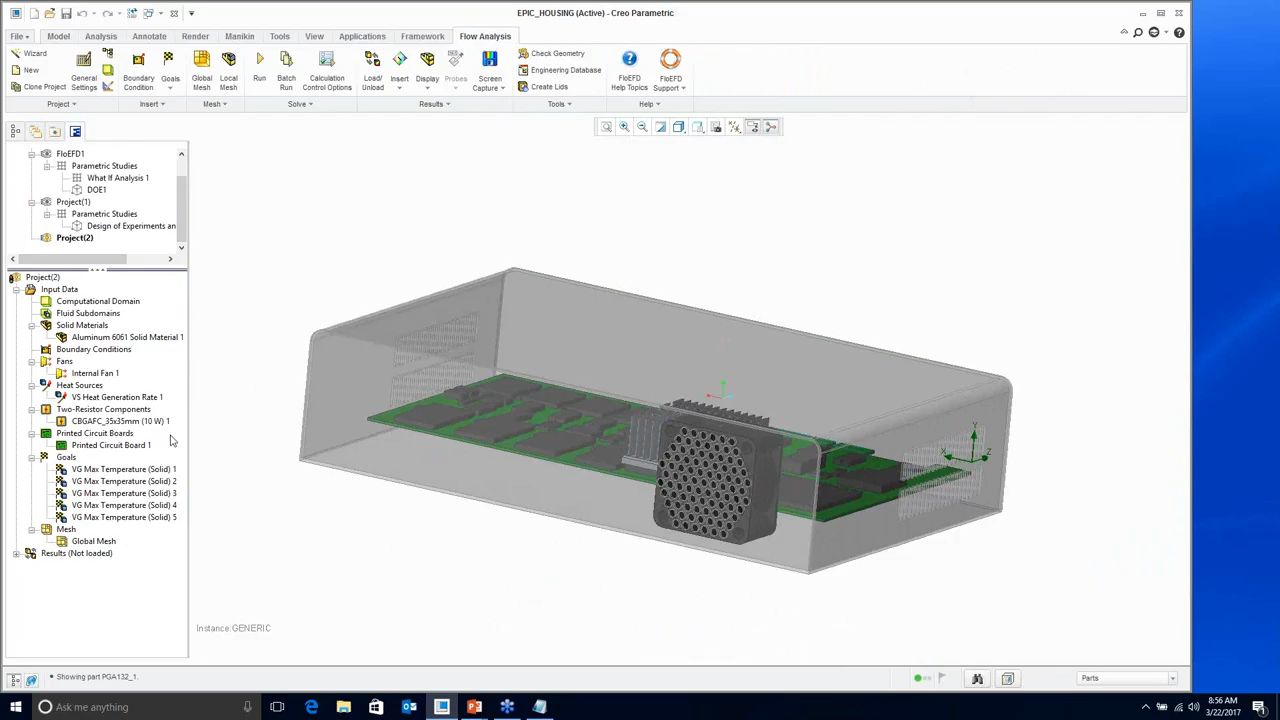 EPIC_HOUSING (Active) - Creo Parametric
File Model Analysis Annotate Render Manikin Tools View Applications Framework Flow Analysis
Wizard
New
Clone Project
General Settings
Boundary Condition
Goals
Global Mesh
Local Mesh
Run
Batch Run
Calculation Control Options
Load/ Unload
Insert
Display
Probes
Screen Capture
Check Geometry
Engineering Database
Create Lids
FloEFD Help Topics
FloEFD Support
Project Insert Mesh Solve Results Tools Help
FloEFD1
Parametric Studies
What If Analysis 1
DOE1
Project(1)
Parametric Studies
Design of Experiments an
Project(2)
Project(2)
Input Data
Computational Domain
Fluid Subdomains
Solid Materials
Aluminum 6061 Solid Material 1
Boundary Conditions
Fans
Internal Fan 1
Heat Sources
VS Heat Generation Rate 1
Two-Resistor Components
CBGAFC_35x35mm (10 W) 1
Printed Circuit Boards
Printed Circuit Board 1
Goals
VG Max Temperature (Solid) 1
VG Max Temperature (Solid) 2
VG Max Temperature (Solid) 3
VG Max Temperature (Solid) 4
VG Max Temperature (Solid) 5
Mesh
Global Mesh
Results (Not loaded)
Y
X
Z
Instance:GENERIC
Showing part PGA132_1.
Parts
Ask me anything
8:56 AM
3/22/2017